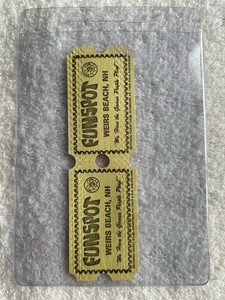 FUNSPOT
WEIRS BEACH, NH
We Have the Games People Play!
FUNSPOT
WEIRS BEACH, NH
We Have the Games People Play!